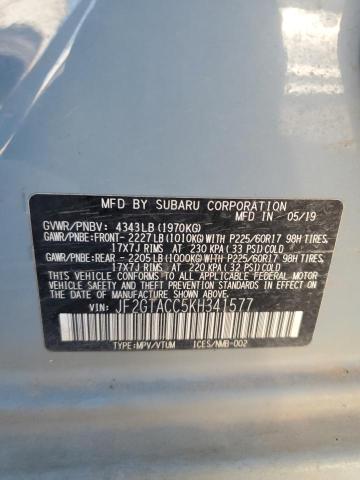 MFD BY SUBARU CORPORATION
IN JAPAN 05/19
GVWR/PNBV: 4343LB(1970KG)
GAWR/PNBE:FRONT-2227LB(1010KG)WITH P225/60R17 98H TIRES,
17X7J RIMS AT 230 KPA(33 PSI)COLD
GAWR/PNBE:REAR -2205LB(1000KG)WITH P225/60R17 98H TIRES,
17X7J RIMS AT 220 KPA(32 PSI)COLD
THIS VEHICLE CONFORMS TO ALL APPLICABLE U.S.FEDERAL
MOTOR VEHICLE SAFETY AND THEFT PREVENTION STANDARDS
IN EFFECT ON THE DATE OF MANUFACTURE SHOWN ABOVE.
VIN: JF2GTACC5KH341577
TYPE:MPV/VTUM ICES/NMB-002